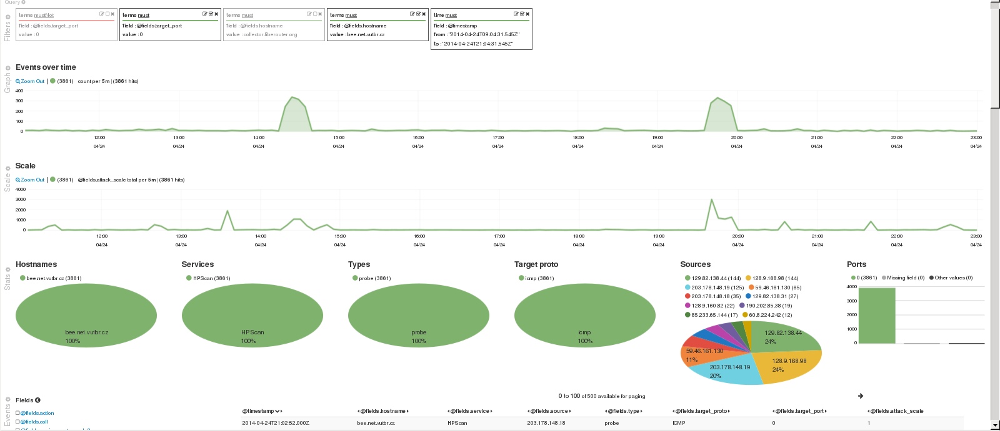 Query
Filters
terms mustNot
field : @fields.target_port
value : 0
terms must
field : @fields.target_port
value : 0
terms must
field : @fields.hostname
value : collector.liberouter.org
terms must
field : @fields.hostname
value : bee.net.vutbr.cz
time must
field : @timestamp
from : "2014-04-24T09:04:31.545Z"
to : "2014-04-24T21:04:31.545Z"
Graph
Events over time
Zoom Out | (3861) count per 5m | (3861 hits)
400
300
200
100
0
12:00 13:00 14:00 15:00 16:00 17:00 18:00 19:00 20:00 21:00 22:00 23:00
04/24 04/24 04/24 04/24 04/24 04/24 04/24 04/24 04/24 04/24 04/24 04/24
Scale
Scale
Zoom Out | (3861) @fields.attack_scale total per 5m | (3861 hits)
4000
3000
2000
1000
0
12:00 13:00 14:00 15:00 16:00 17:00 18:00 19:00 20:00 21:00 22:00 23:00
04/24 04/24 04/24 04/24 04/24 04/24 04/24 04/24 04/24 04/24 04/24 04/24
Stats
Hostnames
bee.net.vutbr.cz (3861)
bee.net.vutbr.cz
100%
Services
HPScan (3861)
HPScan
100%
Types
probe (3861)
probe
100%
Target proto
icmp (3861)
icmp
100%
Sources
129.82.138.44 (144) 128.9.168.98 (144)
203.178.148.19 (125) 59.46.161.130 (65)
203.178.148.18 (35) 129.82.138.31 (27)
128.9.160.82 (22) 190.202.85.38 (19)
85.233.65.144 (17) 60.8.224.242 (12)
129.82.138.44
24%
59.46.161.130
11%
128.9.168.98
24%
203.178.148.19
20%
Ports
0 (3861) Missing field (0) Other values (0)
4000
3000
2000
1000
0
Events
Fields
@fields.action
@fields.coll
0 to 100 of 500 available for paging
@timestamp @fields.hostname @fields.service @fields.source @fields.type @fields.target_proto @fields.target_port @fields.attack_scale
2014-04-24T21:02:52.000Z bee.net.vutbr.cz HPScan 203.178.148.18 probe ICMP 0 1